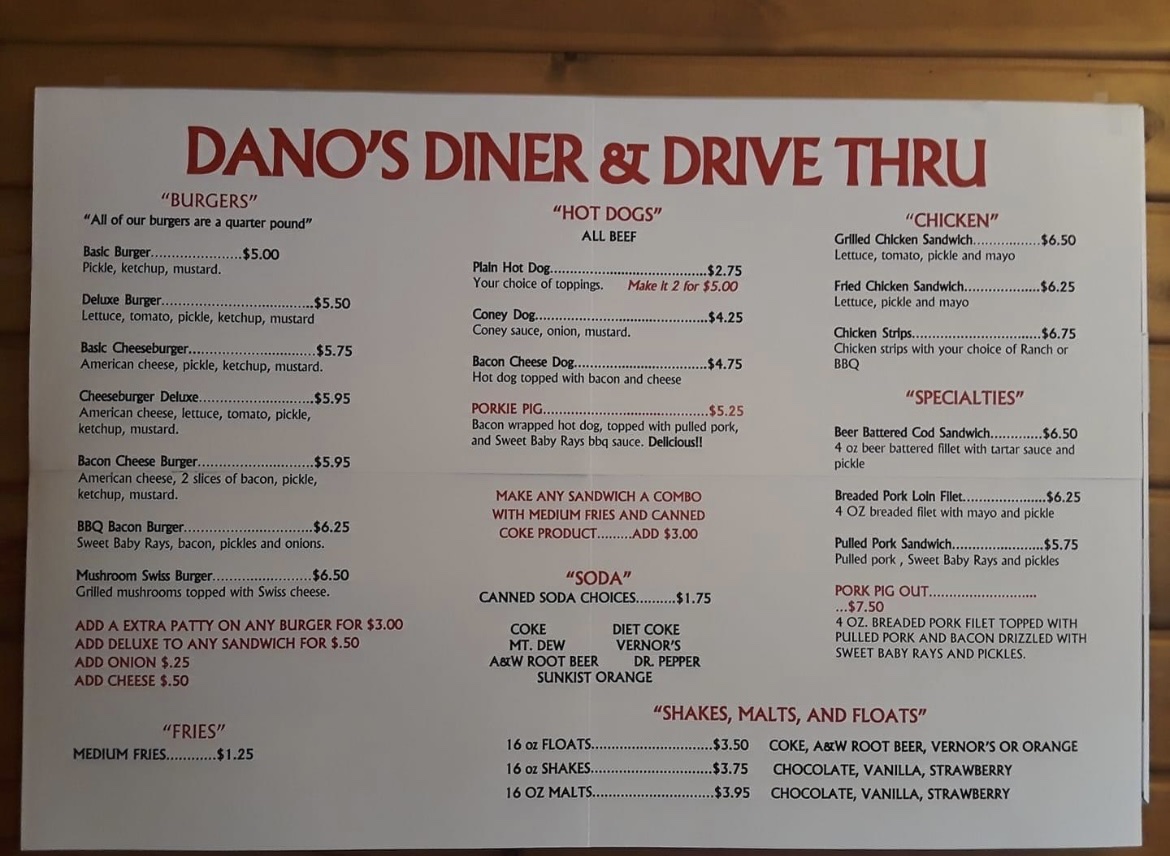 DANO'S DINER & DRIVE THRU
"BURGERS"
"All of our burgers are a quarter pound"
Basic Burger......................$5.00
Pickle, ketchup, mustard.
Deluxe Burger....................................$5.50
Lettuce, tomato, pickle, ketchup, mustard
Basic Cheeseburger..............................$5.75
American cheese, pickle, ketchup, mustard.
Cheeseburger Deluxe...........................$5.95
American cheese, lettuce, tomato, pickle,
ketchup, mustard.
Bacon Cheese Burger...........................$5.95
American cheese, 2 slices of bacon, pickle,
ketchup, mustard.
BBQ Bacon Burger..............................$6.25
Sweet Baby Rays, bacon, pickles and onions.
Mushroom Swiss Burger.......................$6.50
Grilled mushrooms topped with Swiss cheese.
ADD A EXTRA PATTY ON ANY BURGER FOR $3.00
ADD DELUXE TO ANY SANDWICH FOR $.50
ADD ONION $.25
ADD CHEESE $.50
"FRIES"
MEDIUM FRIES............$1.25
"HOT DOGS"
ALL BEEF
Plain Hot Dog.....................................$2.75
Your choice of toppings. Make It 2 for $5.00
Coney Dog........................................$4.25
Coney sauce, onion, mustard.
Bacon Cheese Dog...............................$4.75
Hot dog topped with bacon and cheese
PORKIE PIG.......................................$5.25
Bacon wrapped hot dog, topped with pulled pork,
and Sweet Baby Rays bbq sauce. Delicious!!
MAKE ANY SANDWICH A COMBO
WITH MEDIUM FRIES AND CANNED
COKE PRODUCT.........ADD $3.00
"SODA"
CANNED SODA CHOICES..........$1.75
COKE DIET COKE
MT. DEW VERNOR'S
A&W ROOT BEER DR. PEPPER
SUNKIST ORANGE
"CHICKEN"
Grilled Chicken Sandwich................$6.50
Lettuce, tomato, pickle and mayo
Fried Chicken Sandwich..................$6.25
Lettuce, pickle and mayo
Chicken Strips..............................$6.75
Chicken strips with your choice of Ranch or
BBQ
"SPECIALTIES"
Beer Battered Cod Sandwich............$6.50
4 oz beer battered fillet with tartar sauce and
pickle
Breaded Pork Loin Filet....................$6.25
4 OZ breaded filet with mayo and pickle
Pulled Pork Sandwich.....................$5.75
Pulled pork , Sweet Baby Rays and pickles
PORK PIG OUT..........................
...$7.50
4 OZ. BREADED PORK FILET TOPPED WITH
PULLED PORK AND BACON DRIZZLED WITH
SWEET BABY RAYS AND PICKLES.
"SHAKES, MALTS, AND FLOATS"
16 oz FLOATS.............................$3.50 COKE, A&W ROOT BEER, VERNOR'S OR ORANGE
16 oz SHAKES.............................$3.75 CHOCOLATE, VANILLA, STRAWBERRY
16 OZ MALTS.............................$3.95 CHOCOLATE, VANILLA, STRAWBERRY